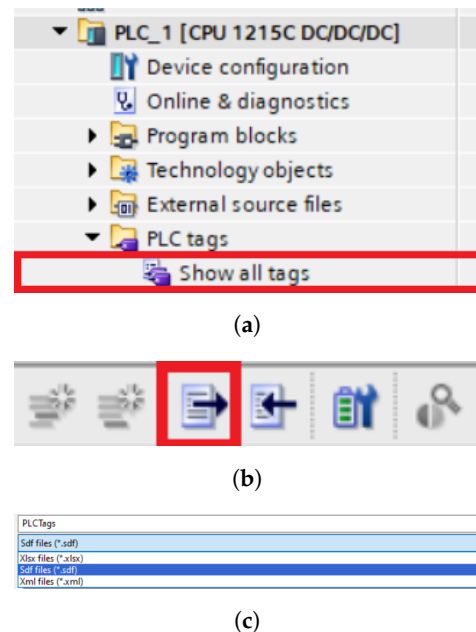 PLC_1 [CPU 1215C DC/DC/DC]
Device configuration
Online & diagnostics
Program blocks
Technology objects
External source files
PLC tags
Show all tags
(a)
(b)
PLCTags
Sdf files (*.sdf)
Xlsx files (*.xlsx)
Sdf files (*.sdf)
Xml files (*.xml)
(c)